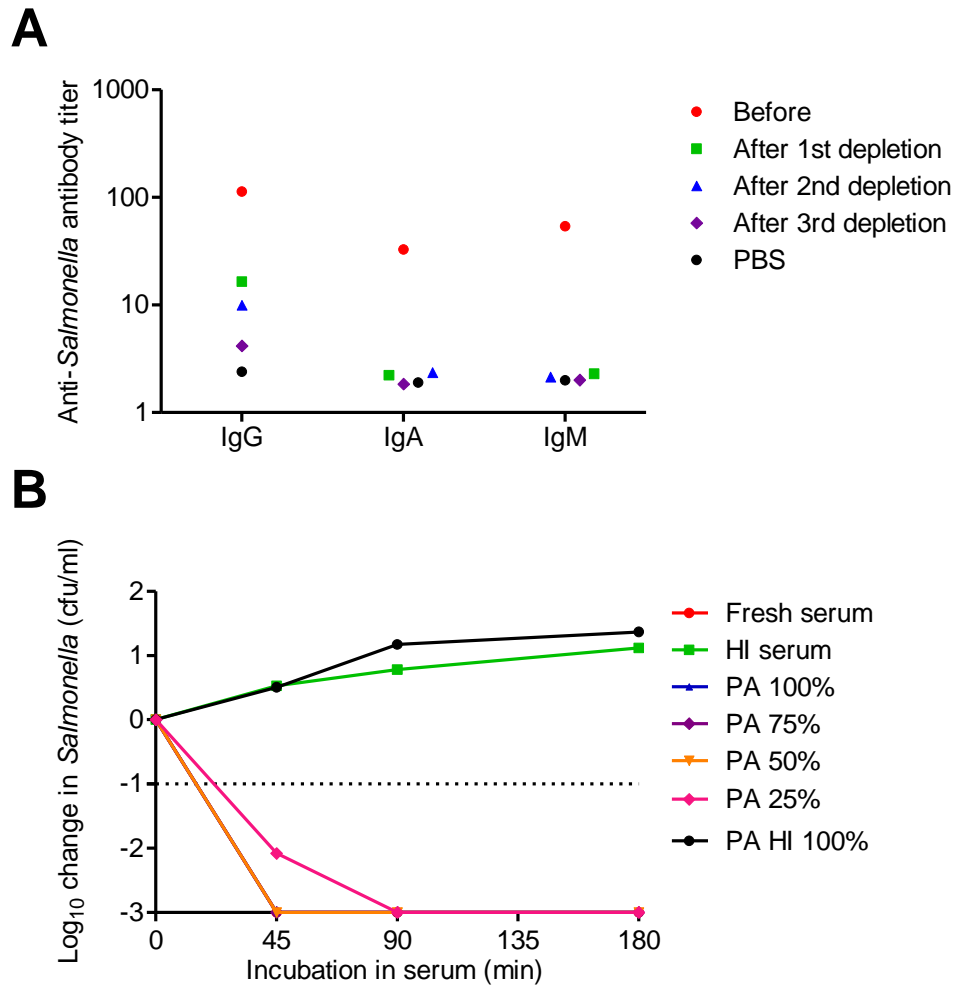 A
Anti-Salmonella antibody titer
1000
100
10
1
IgG IgA IgM
Before
After 1st depletion
After 2nd depletion
After 3rd depletion
PBS
B
Log10 change in Salmonella (cfu/ml)
2
1
0
-1
-2
-3
0 45 90 135 180
Incubation in serum (min)
Fresh serum
HI serum
PA 100%
PA 75%
PA 50%
PA 25%
PA HI 100%